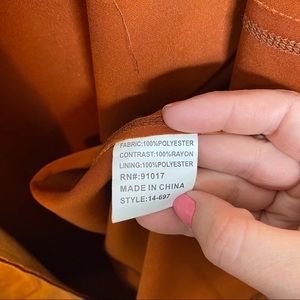 FABRIC:100%POLYESTER
CONTRAST:100%RAYON
LINING:100%POLYESTER
RN#:91017
MADE IN CHINA
STYLE:14-697